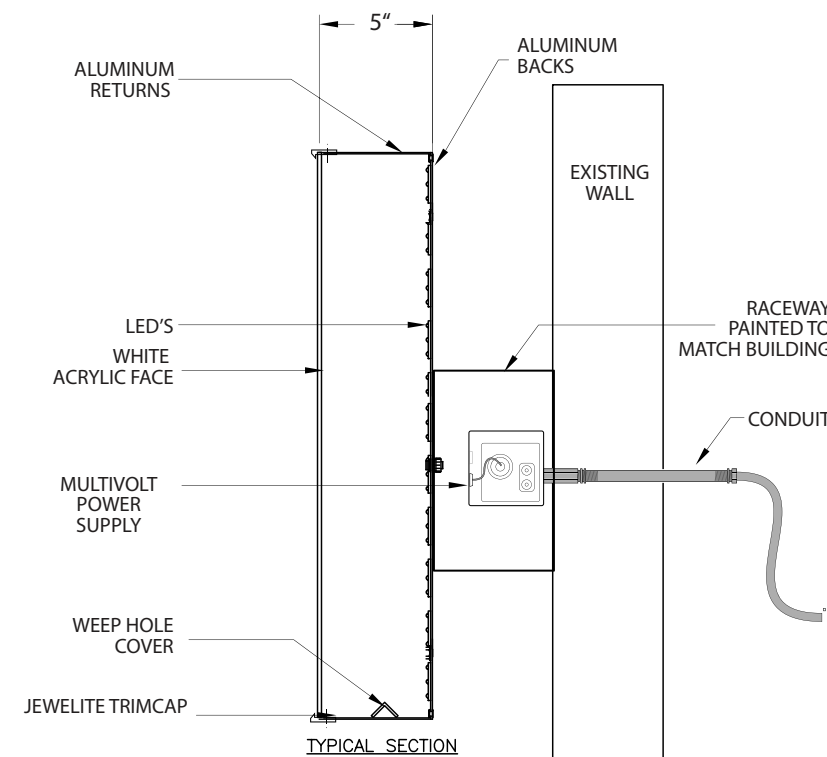 5"
ALUMINUM
BACKS
ALUMINUM
RETURNS
EXISTING
WALL
RACEWAY
PAINTED TO
MATCH BUILDING
LED'S
WHITE
ACRYLIC FACE
CONDUIT
MULTIVOLT
POWER
SUPPLY
WEEP HOLE
COVER
JEWELITE TRIMCAP
TYPICAL SECTION